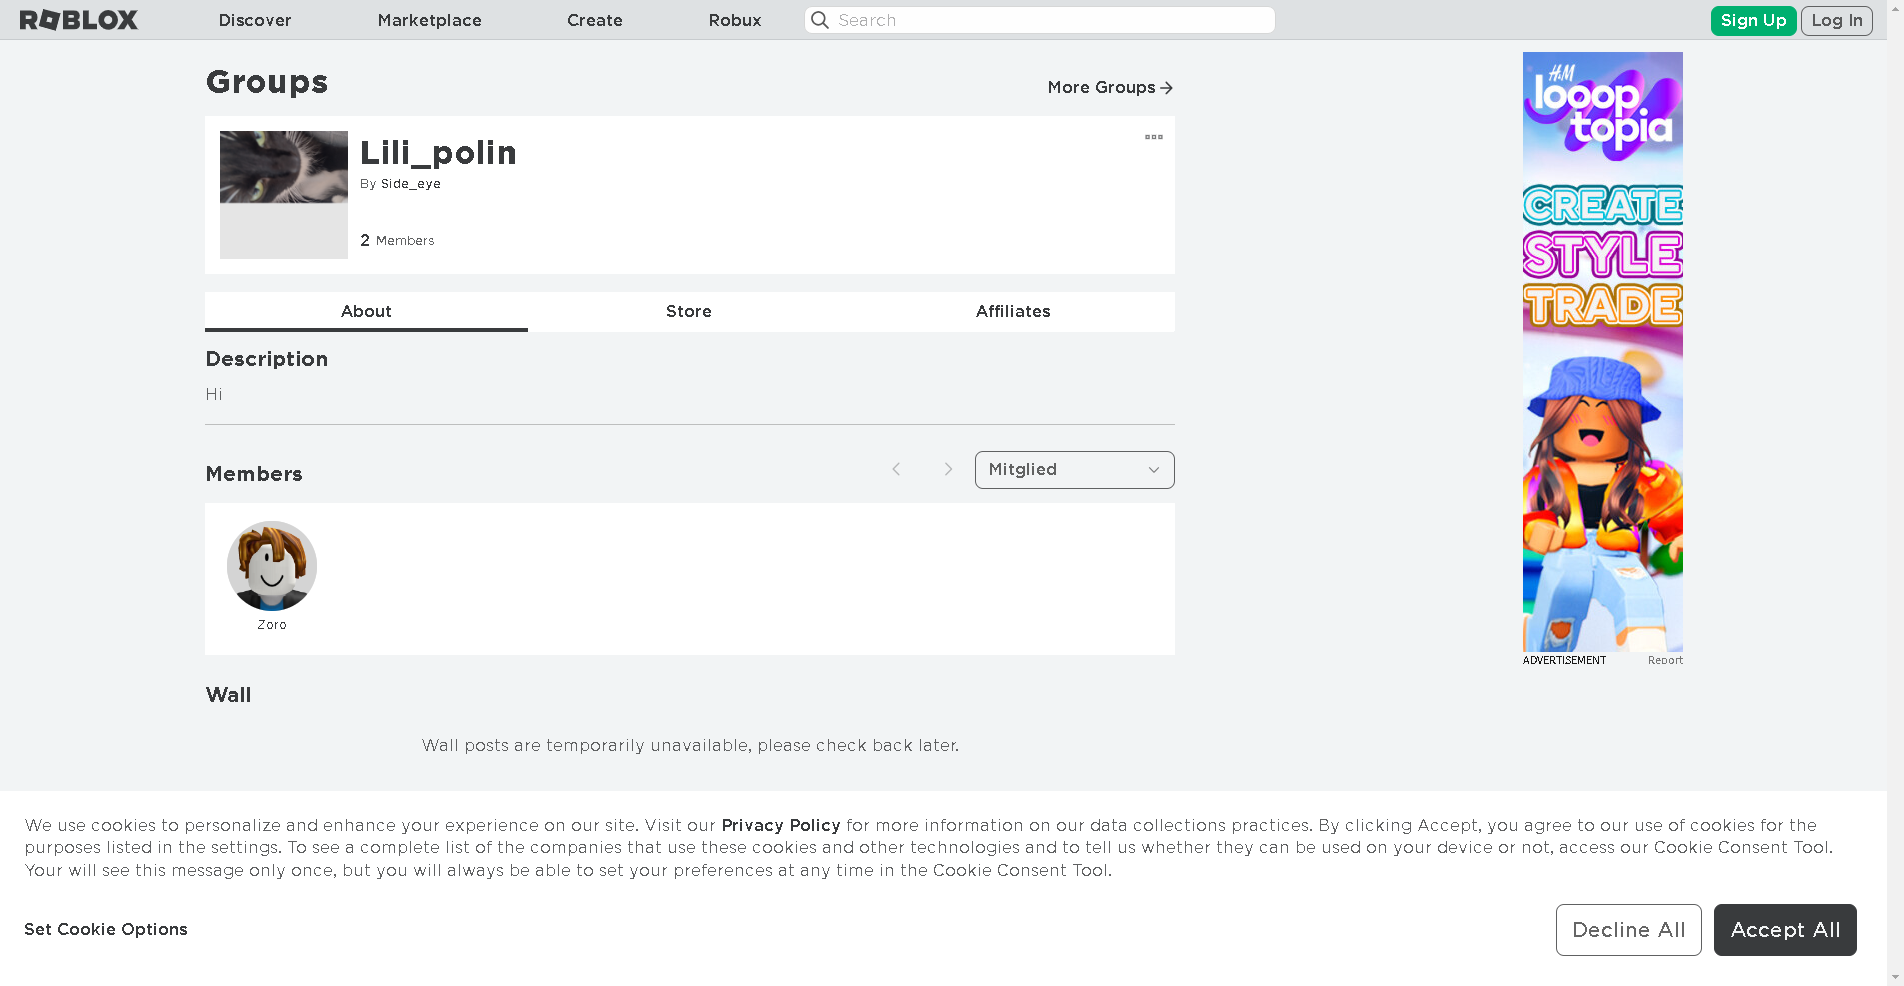 ROBLOX Discover Marketplace Create Robux Search Sign Up Log In
Groups
More Groups
Lili_polin
By Side_eye
2 Members
About Store Affiliates
Description
Hi
Members
Mitglied
Zoro
Wall
Wall posts are temporarily unavailable, please check back later.
H&M
looop
topia
CREATE
STYLE
TRADE
ADVERTISEMENT Report
We use cookies to personalize and enhance your experience on our site. Visit our Privacy Policy for more information on our data collections practices. By clicking Accept, you agree to our use of cookies for the
purposes listed in the settings. To see a complete list of the companies that use these cookies and other technologies and to tell us whether they can be used on your device or not, access our Cookie Consent Tool.
Your will see this message only once, but you will always be able to set your preferences at any time in the Cookie Consent Tool.
Set Cookie Options
Decline All
Accept All